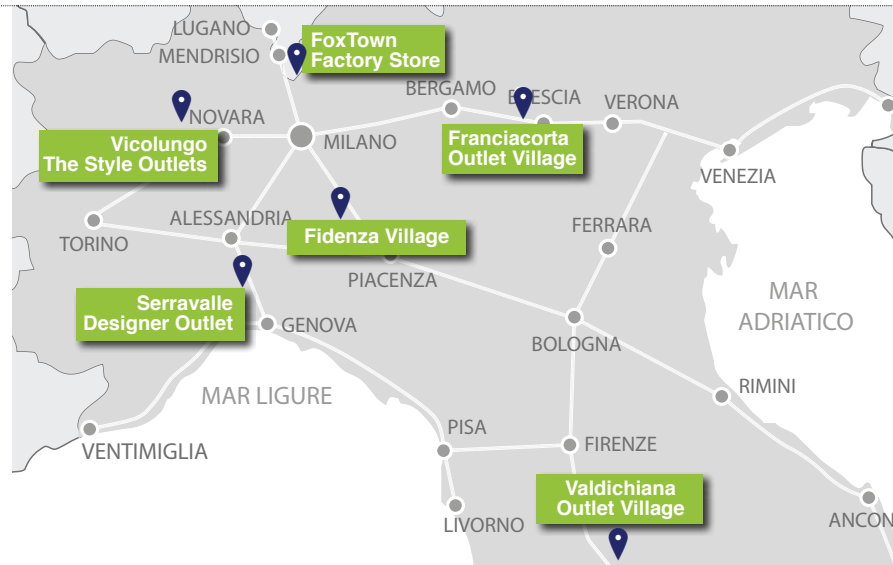 LUGANO
FoxTown
Factory Store
MENDRISIO
BERGAMO
BRESCIA
VERONA
NOVARA
MILANO
Vicolungo
The Style Outlets
Franciacorta
Outlet Village
VENEZIA
ALESSANDRIA
TORINO
Fidenza Village
FERRARA
PIACENZA
MAR
ADRIATICO
Serravalle
Designer Outlet
GENOVA
BOLOGNA
MAR LIGURE
RIMINI
VENTIMIGLIA
PISA
FIRENZE
Valdichiana
Outlet Village
LIVORNO
ANCON